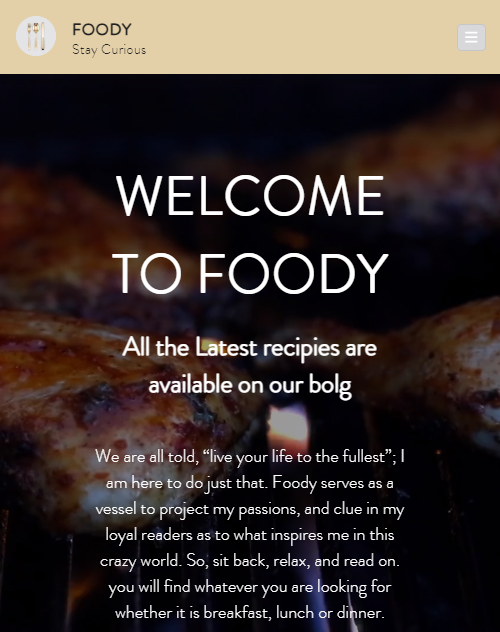 FOODY
Stay Curious
WELCOME
TO FOODY
All the Latest recipies are
available on our bolg
We are all told, “live your life to the fullest”; I
am here to do just that. Foody serves as a
vessel to project my passions, and clue in my
loyal readers as to what inspires me in this
crazy world. So, sit back, relax, and read on.
you will find whatever you are looking for
whether it is breakfast, lunch or dinner.